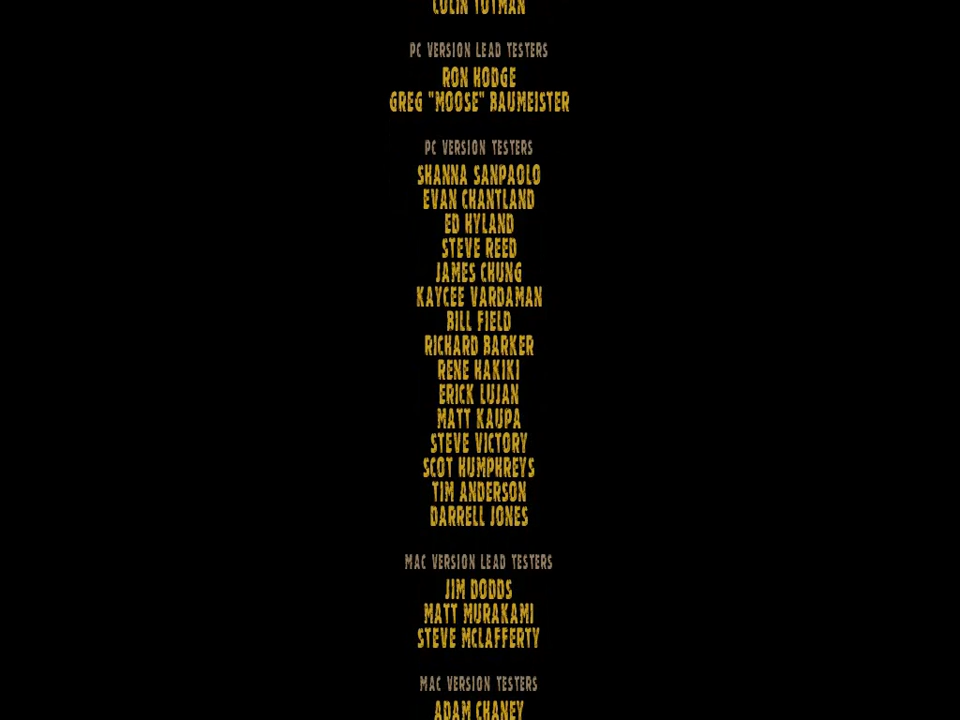 COLIN TOTMAN
PC VERSION LEAD TESTERS
RON HODGE
GREG "MOOSE" BAUMEISTER
PC VERSION TESTERS
SHANNA SANPAOLO
EVAN CHANTLAND
ED HYLAND
STEVE REED
JAMES CHUNG
KAYCEE VARDAMAN
BILL FIELD
RICHARD BARKER
RENE HAKIKI
ERICK LUJAN
MATT KAUPA
STEVE VICTORY
SCOT HUMPHREYS
TIM ANDERSON
DARRELL JONES
MAC VERSION LEAD TESTERS
JIM DODDS
MATT MURAKAMI
STEVE MCLAFFERTY
MAC VERSION TESTERS
ADAM CHANEY